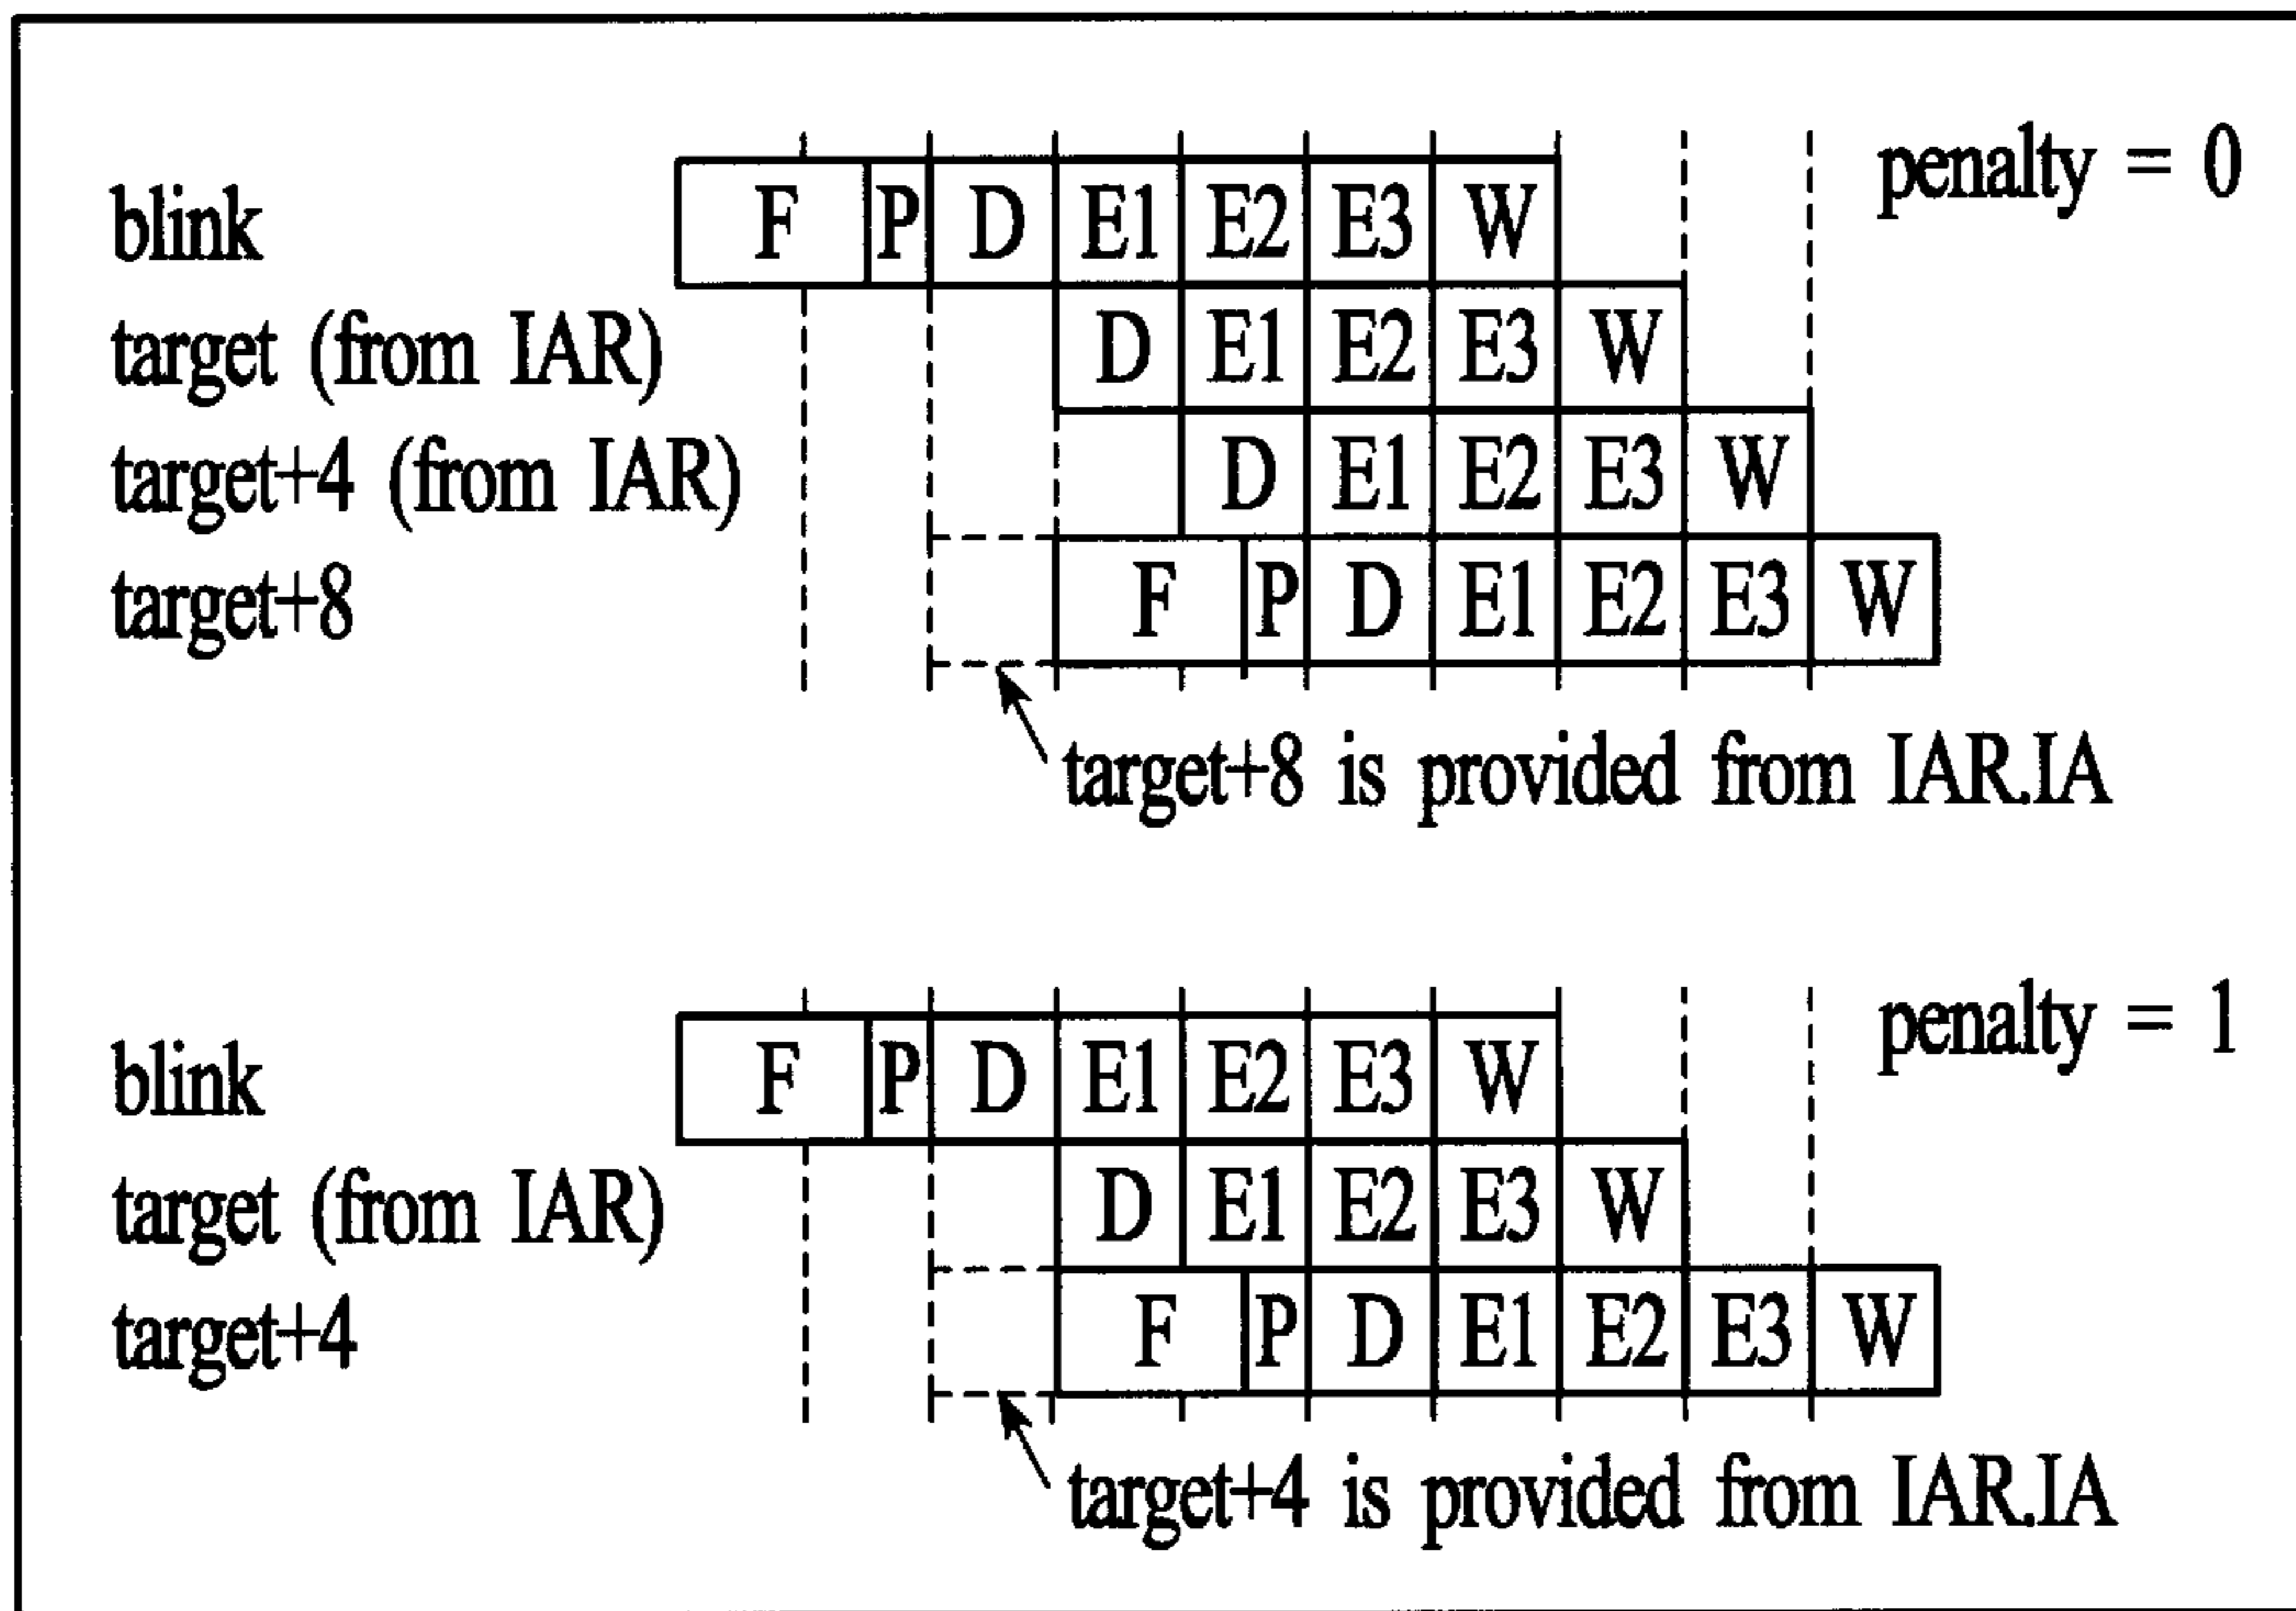 penalty = 0
blink F P D E1 E2 E3 W
target (from IAR) D E1 E2 E3 W
target+4 (from IAR) D E1 E2 E3 W
target+8 F P D E1 E2 E3 W
target+8 is provided from IAR.IA
penalty = 1
blink F P D E1 E2 E3 W
target (from IAR) D E1 E2 E3 W
target+4 F P D E1 E2 E3 W
target+4 is provided from IAR.IA